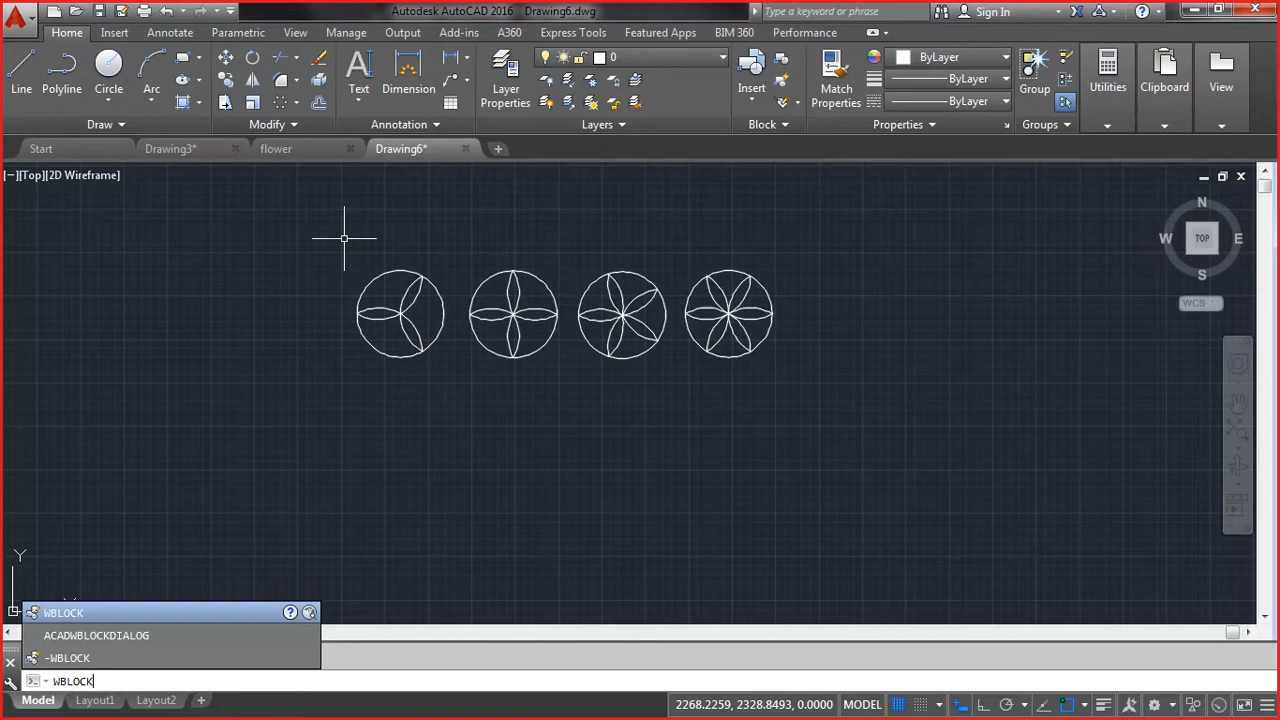 Autodesk AutoCAD 2016 Drawing6.dwg
Type a keyword or phrase
Sign In
Home Insert Annotate Parametric View Manage Output Add-ins A360 Express Tools Featured Apps BIM 360 Performance
0
ByLayer
ByLayer
ByLayer
Line Polyline Circle Arc Text Dimension Layer Properties Insert Match Properties Group Utilities Clipboard View
Draw Modify Annotation Layers Block Properties Groups
Start Drawing3* flower Drawing6*
[−][Top][2D Wireframe]
N
W TOP E
S
WCS
Y
WBLOCK
ACADWBLOCKDIALOG
-WBLOCK
WBLOCK
Model Layout1 Layout2
2268.2259, 2328.8493, 0.0000 MODEL